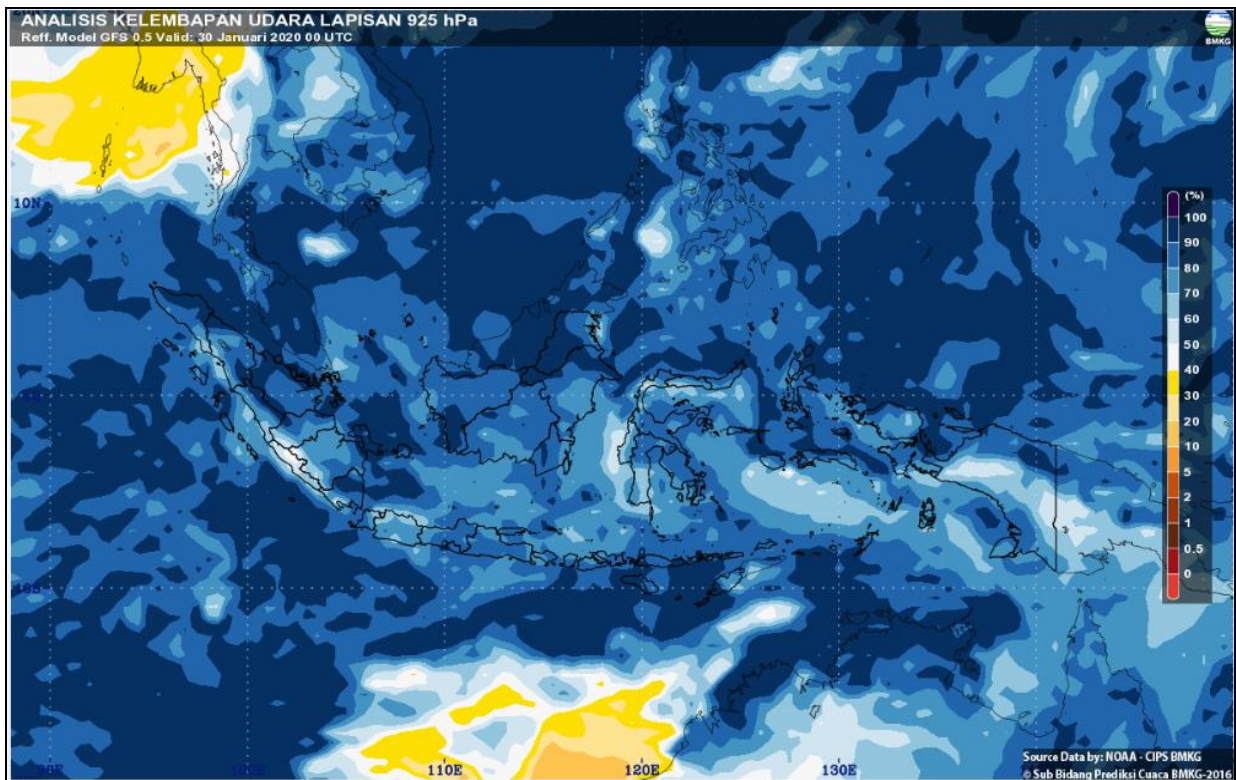 ANALISIS KELEMBAPAN UDARA LAPISAN 925 hPa
Reff. Model GFS 0.5 Valid: 30 Januari 2020 00 UTC
BMKG
10N
(%)
100
90
80
70
60
50
40
30
20
10
5
2
1
0.5
0
110E
120E
130E
Source Data by: NOAA - CIPS BMKG
© Sub Bidang Prediksi Cuaca BMKG-2016